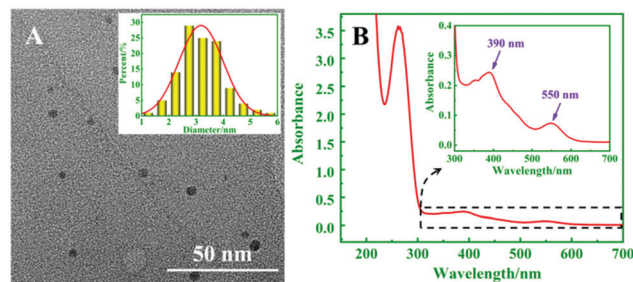 A
Percent/%
30
25
20
15
10
5
0
1 2 3 4 5 6
Diameter/nm
50 nm
B
Absorbance
3.5
3.0
2.5
2.0
1.5
1.0
0.5
0.0
200 300 400 500 600 700
Wavelength/nm
Absorbance
0.4
0.3
0.2
0.1
0.0
300 400 500 600 700
Wavelength/nm
390 nm
550 nm